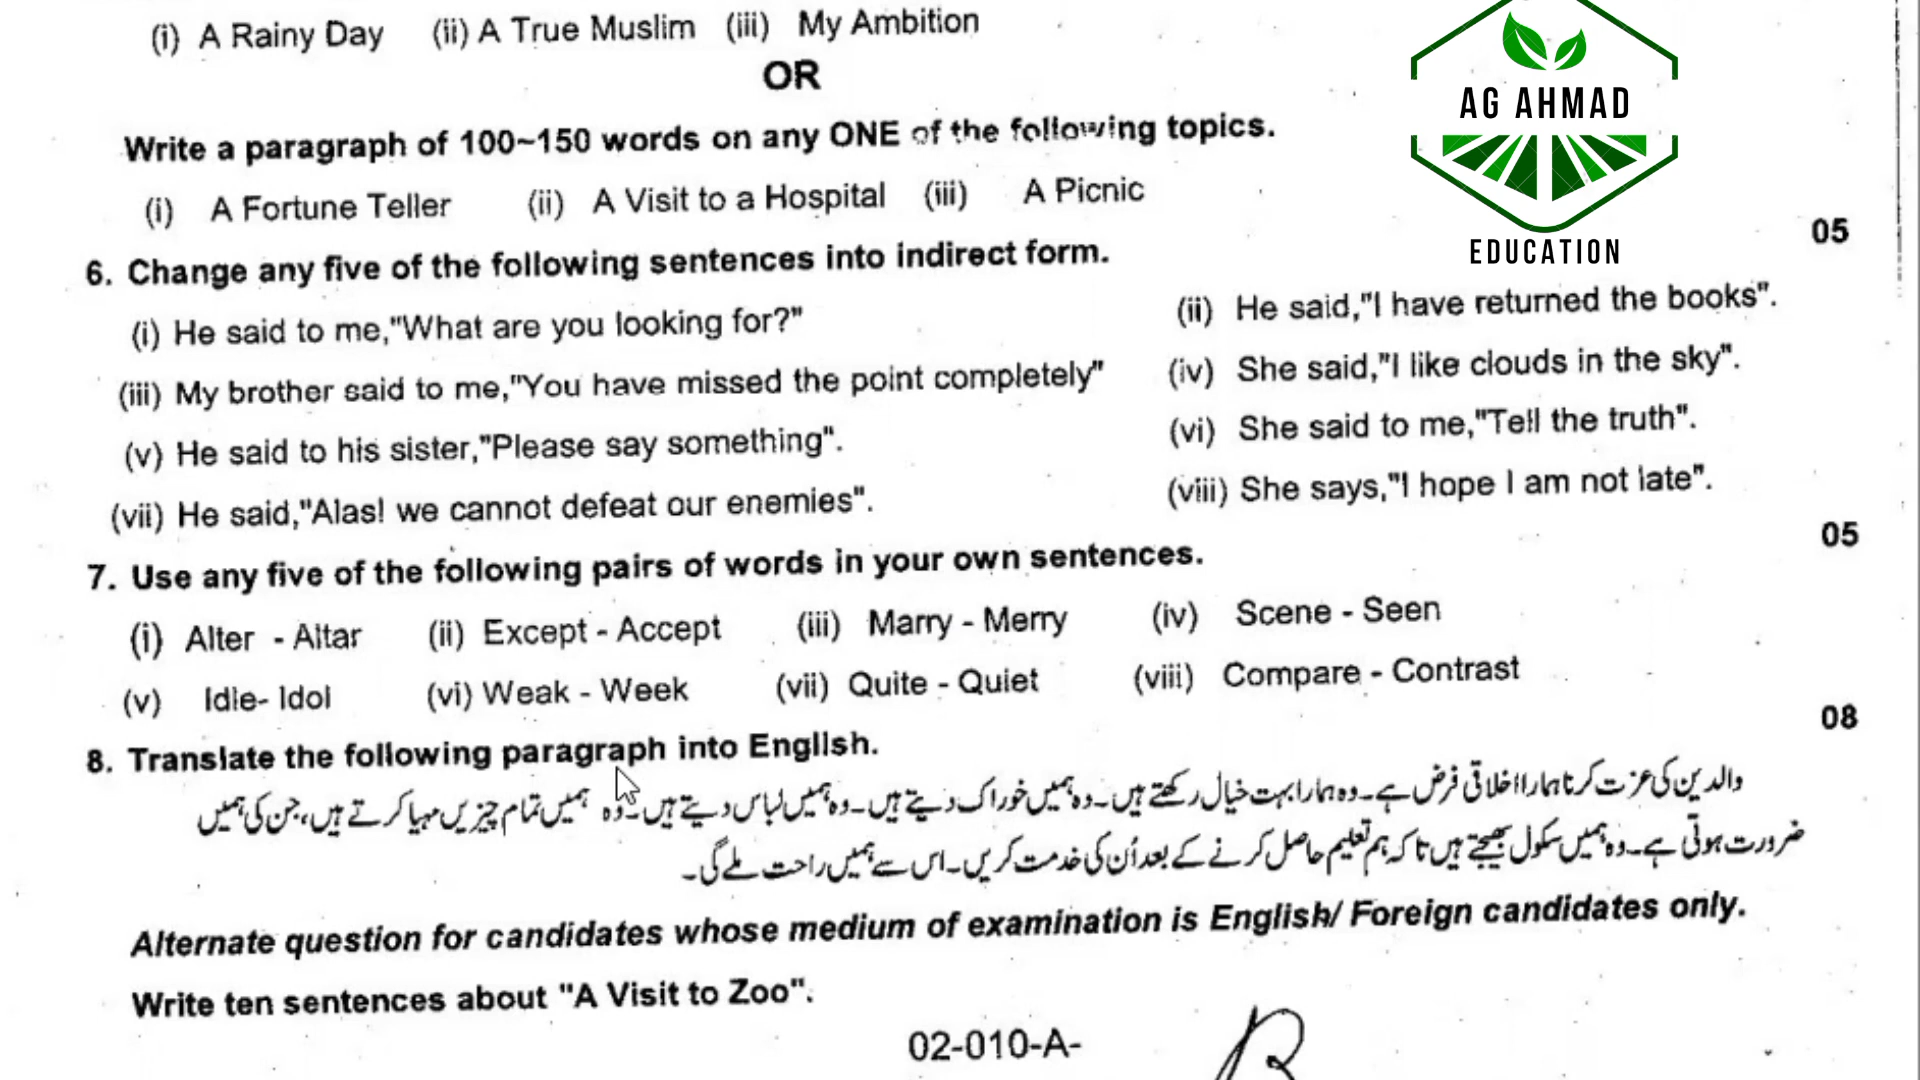 (i) A Rainy Day (ii) A True Muslim (iii) My Ambition
OR
Write a paragraph of 100~150 words on any ONE of the following topics.
(i) A Fortune Teller (ii) A Visit to a Hospital (iii) A Picnic
AG AHMAD
EDUCATION
6. Change any five of the following sentences into indirect form. 05
(i) He said to me,"What are you looking for?" (ii) He said,"I have returned the books".
(iii) My brother said to me,"You have missed the point completely" (iv) She said,"I like clouds in the sky".
(v) He said to his sister,"Please say something". (vi) She said to me,"Tell the truth".
(vii) He said,"Alas! we cannot defeat our enemies". (viii) She says,"I hope I am not late".
7. Use any five of the following pairs of words in your own sentences. 05
(i) Alter - Altar (ii) Except - Accept (iii) Marry - Merry (iv) Scene - Seen
(v) Idle- Idol (vi) Weak - Week (vii) Quite - Quiet (viii) Compare - Contrast
8. Translate the following paragraph into English. 08
والدین کی عزت کرنا ہمارا اخلاقی فرض ہے۔ وہ ہمارا بہت خیال رکھتے ہیں۔ وہ ہمیں خوراک دیتے ہیں۔ وہ ہمیں لباس دیتے ہیں۔ وہ ہمیں تمام چیزیں مہیا کرتے ہیں، جن کی ہمیں
ضرورت ہوتی ہے۔ وہ ہمیں سکول بھیجتے ہیں تاکہ ہم تعلیم حاصل کرنے کے بعد اُن کی خدمت کریں۔ اس سے ہمیں راحت ملے گی۔
Alternate question for candidates whose medium of examination is English/ Foreign candidates only.
Write ten sentences about "A Visit to Zoo".
02-010-A-